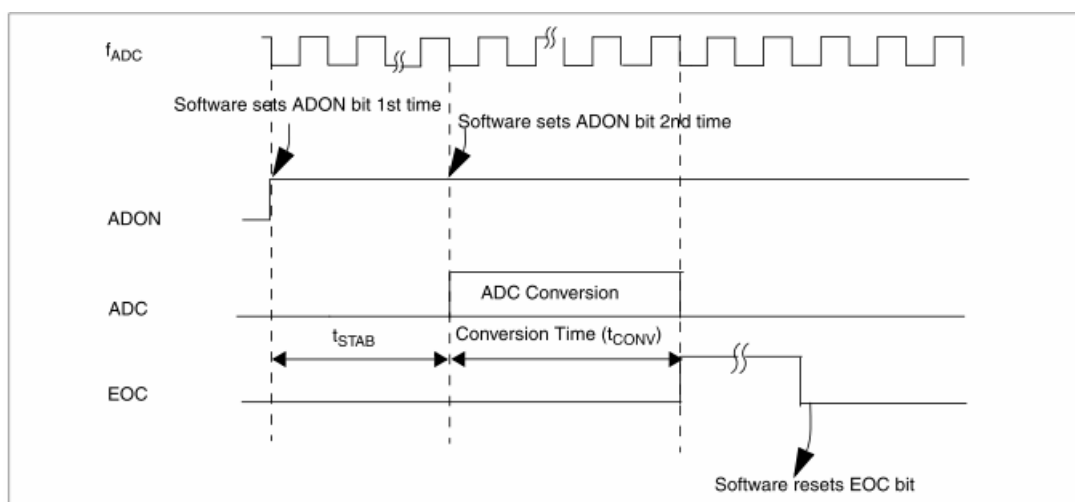 fADC
Software sets ADON bit 1st time
Software sets ADON bit 2nd time
ADON
ADC Conversion
ADC
tSTAB
Conversion Time (tCONV)
EOC
Software resets EOC bit